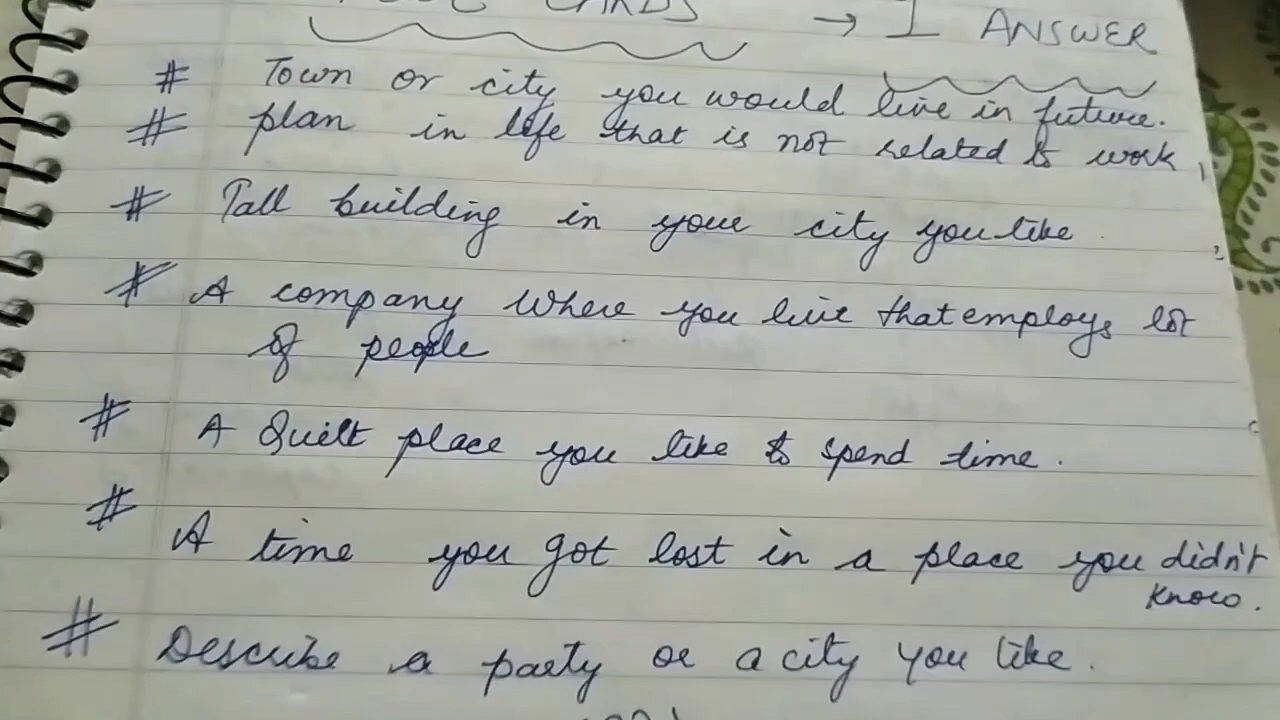 CARDS → I ANSWER
# Town or city you would live in future.
# plan in life that is not related to work
# Tall building in your city you like.
# A company where you live that employs lot
of people
# A Quiet place you like to spend time.
# A time you got lost in a place you didn't
know.
# Describe a party or a city you like.